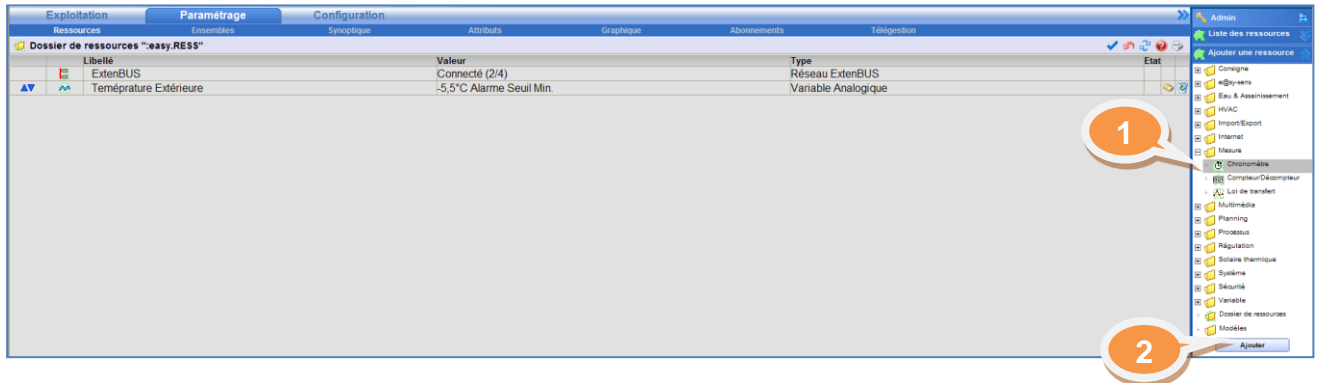 Exploitation Paramétrage Configuration
Ressources Ensembles Synoptique Attributs Graphique Abonnements Télégestion
Dossier de ressources ":easy.RESS"
Libellé Valeur Type Etat
ExtenBUS Connecté (2/4) Réseau ExtenBUS
Teméprature Extérieure -5,5°C Alarme Seuil Min. Variable Analogique
Admin
Liste des ressources
Ajouter une ressource
Consigne
e@sy-sens
Eau & Assainissement
HVAC
Import/Export
Internet
Mesure
Chronomètre
Compteur/Décompteur
Loi de transfert
Multimédia
Planning
Processus
Régulation
Solaire thermique
Système
Sécurité
Variable
Dossier de ressources
Modèles
Ajouter
1
2